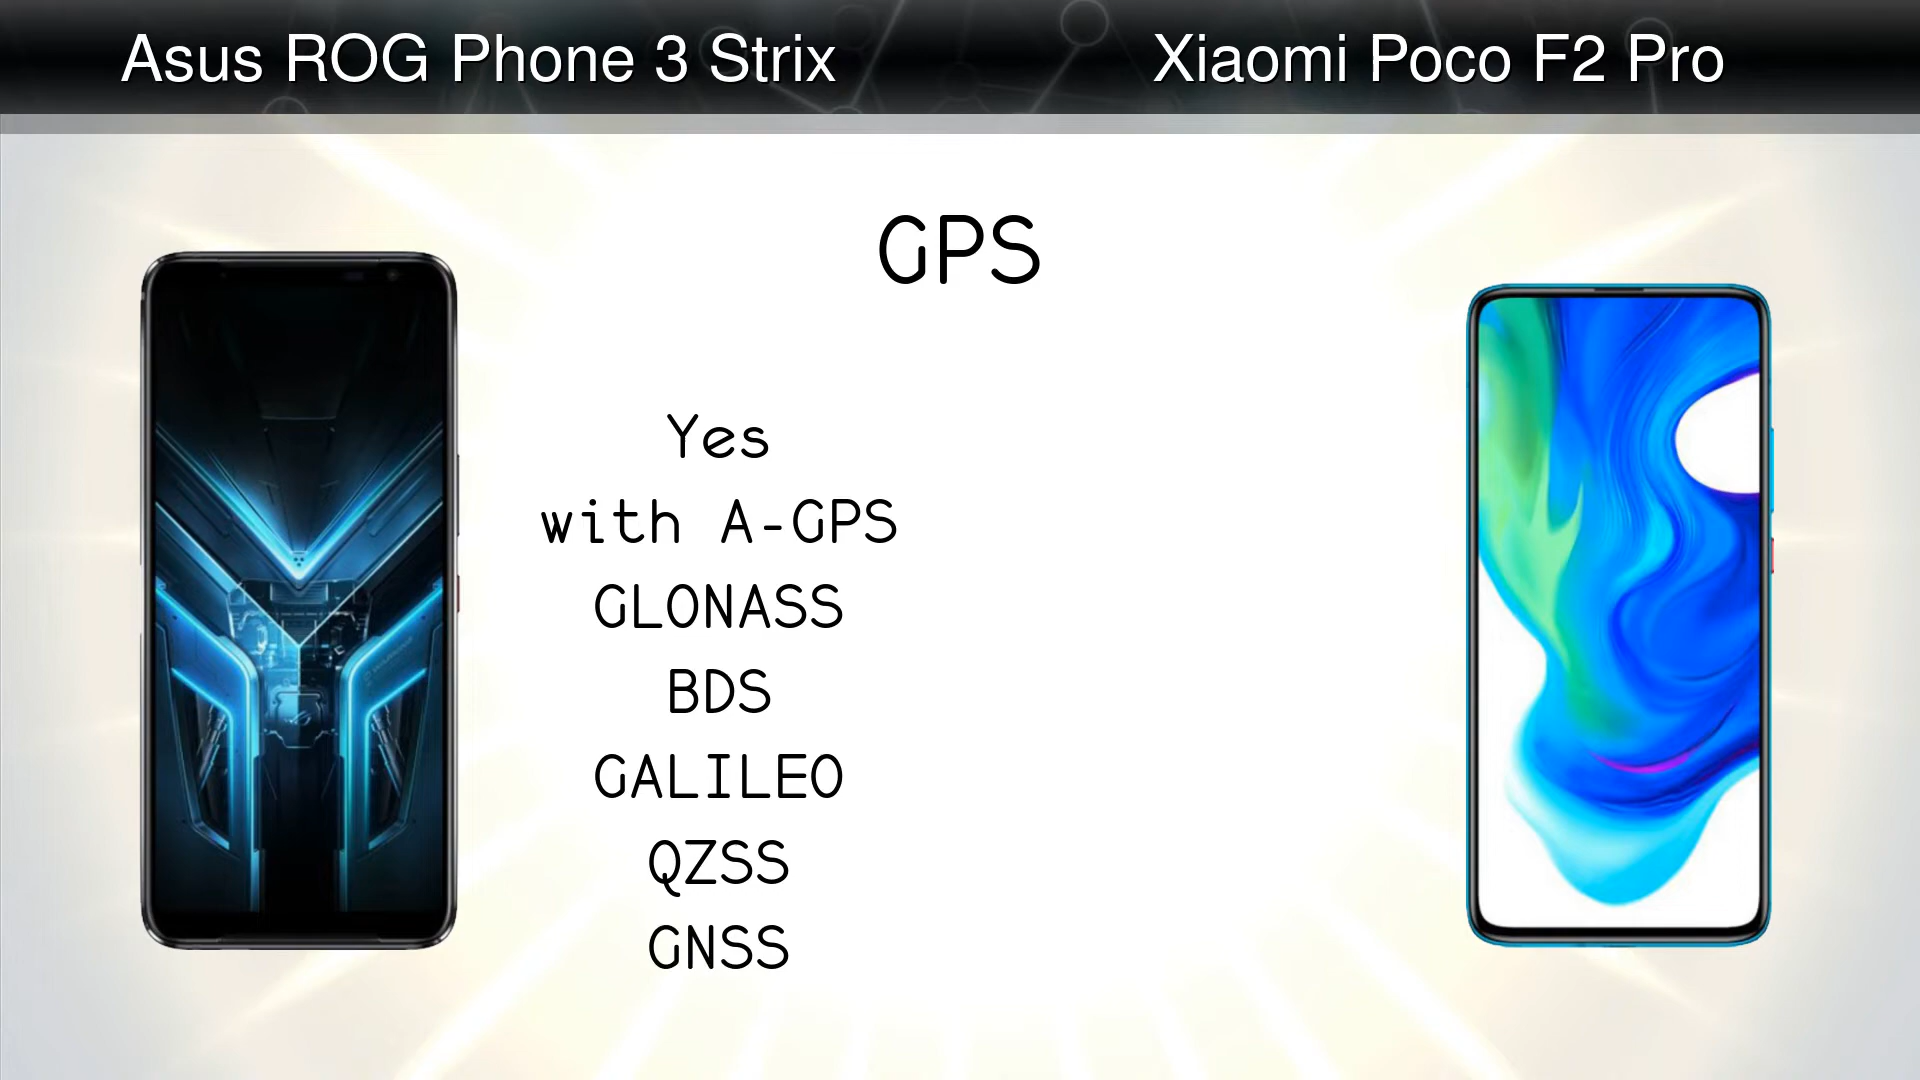 Asus ROG Phone 3 Strix
Xiaomi Poco F2 Pro
GPS
Yes
with A-GPS
GLONASS
BDS
GALILEO
QZSS
GNSS